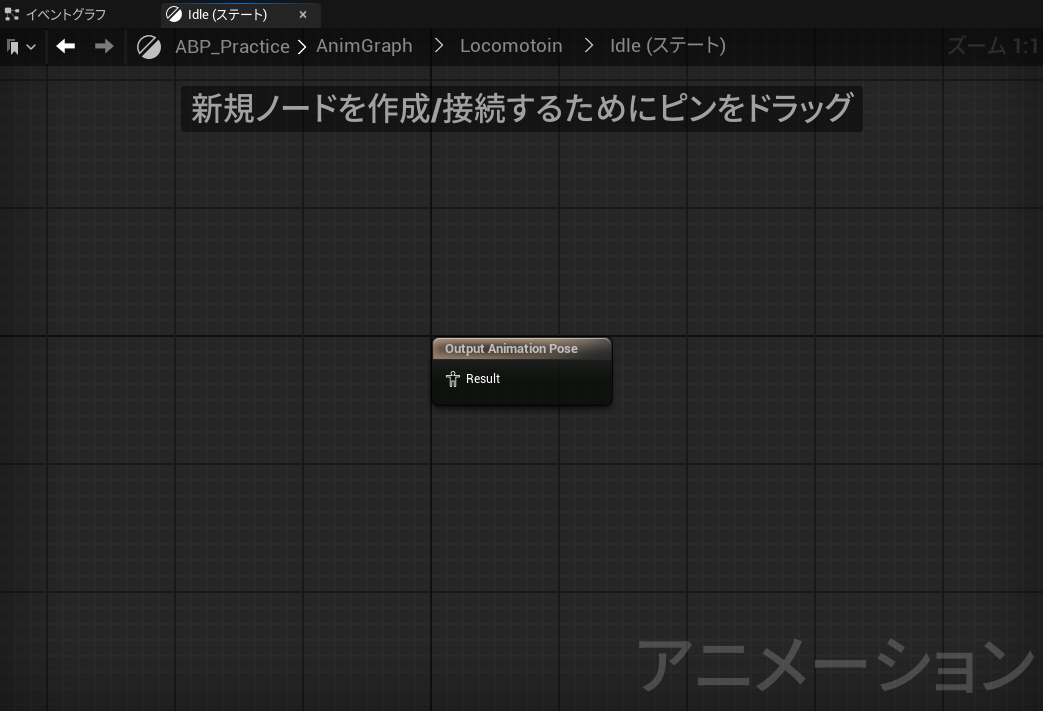 イベントグラフ
Idle (ステート)
ABP_Practice > AnimGraph > Locomotoin > Idle (ステート)
ズーム 1:1
新規ノードを作成/接続するためにピンをドラッグ
Output Animation Pose
Result
アニメーション